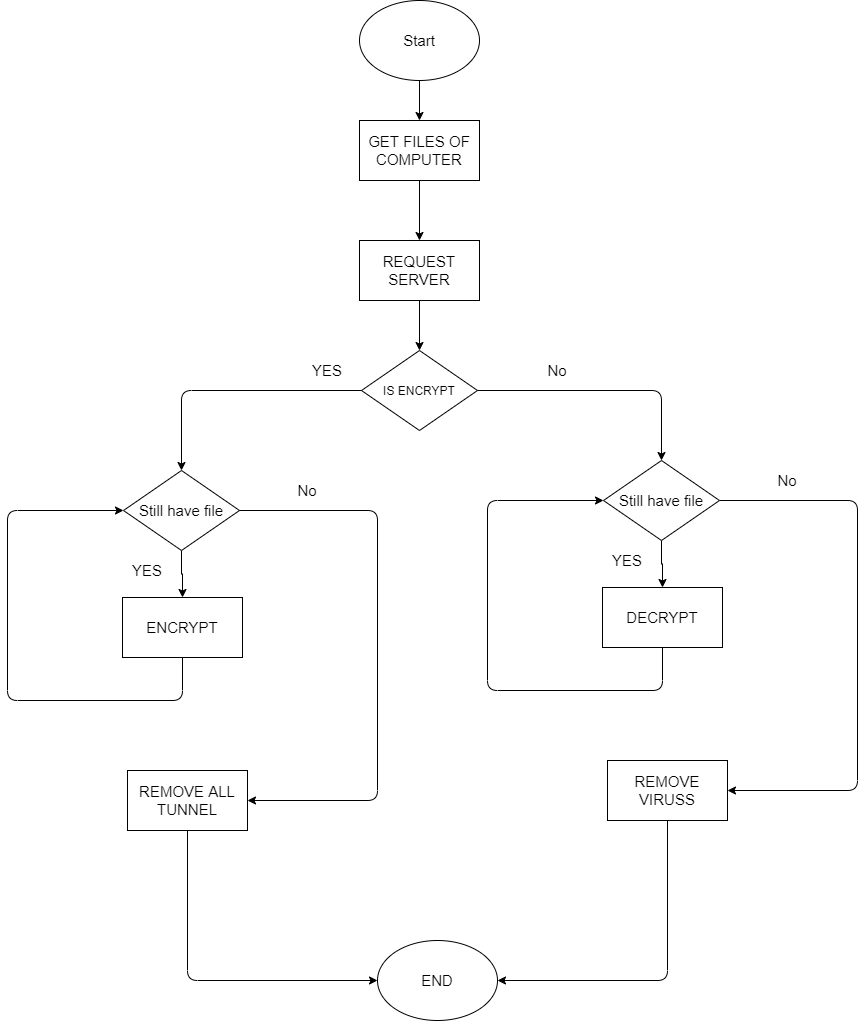 Start
GET FILES OF
COMPUTER
REQUEST
SERVER
YES
IS ENCRYPT
No
Still have file
No
YES
ENCRYPT
Still have file
No
YES
DECRYPT
REMOVE ALL
TUNNEL
REMOVE
VIRUSS
END